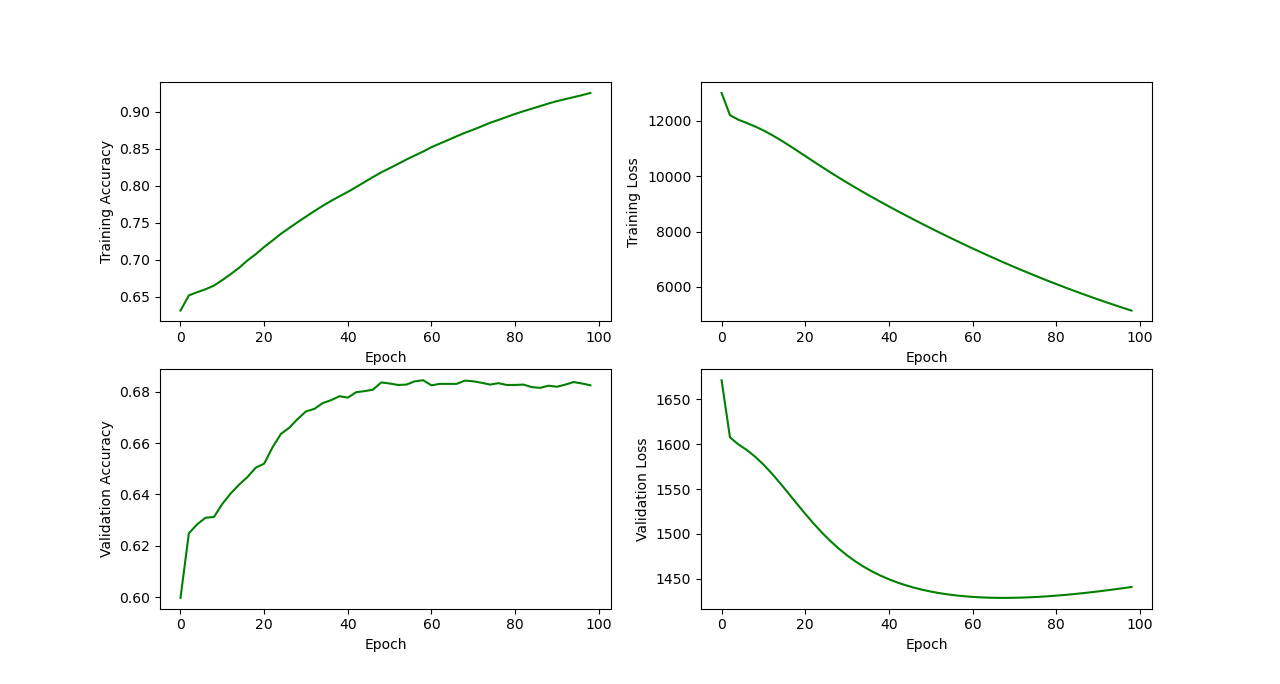 Training Accuracy
0.90
0.85
0.80
0.75
0.70
0.65
0 20 40 60 80 100
Epoch
Training Loss
12000
10000
8000
6000
0 20 40 60 80 100
Epoch
Validation Accuracy
0.68
0.66
0.64
0.62
0.60
0 20 40 60 80 100
Epoch
Validation Loss
1650
1600
1550
1500
1450
0 20 40 60 80 100
Epoch